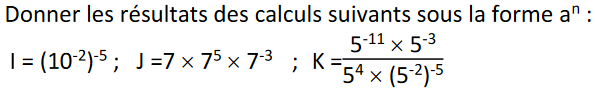 Donner les résultats des calculs suivants sous la forme aⁿ :
I = (10⁻²)⁻⁵ ; J =7 × 7⁵ × 7⁻³ ; K = (5⁻¹¹ × 5⁻³)/(5⁴ × (5⁻²)⁻⁵)